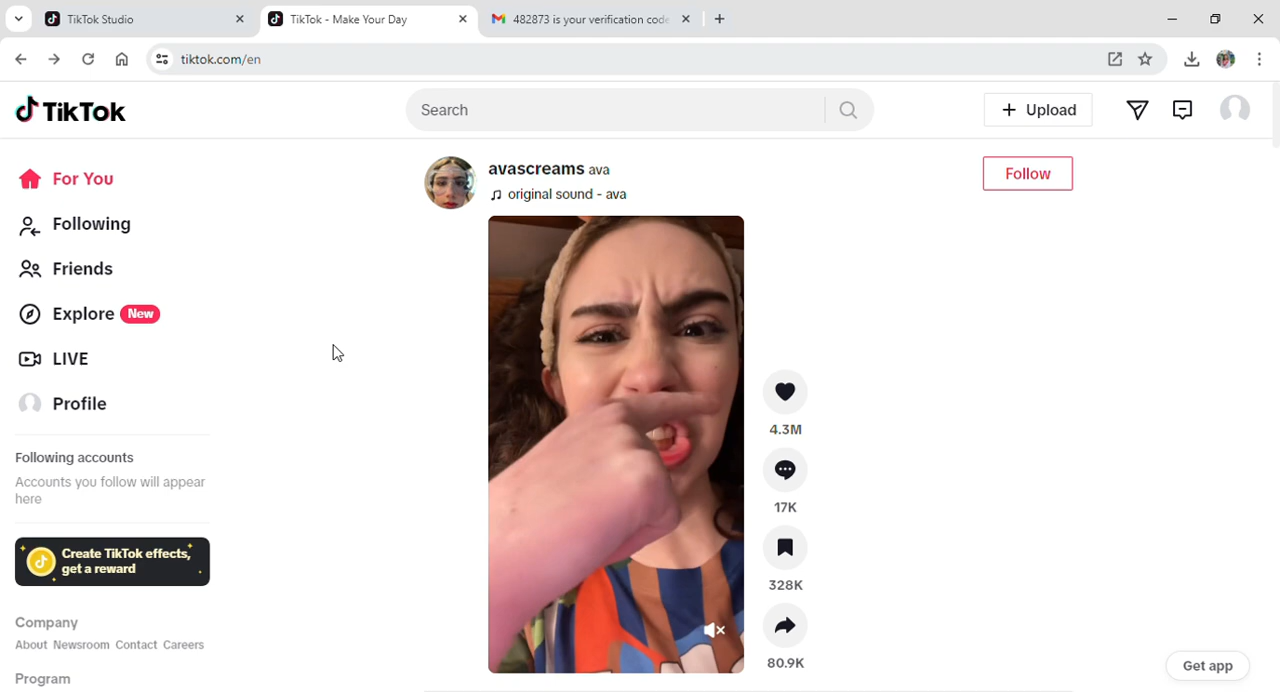 TikTok Studio
TikTok - Make Your Day
482873 is your verification code
tiktok.com/en
TikTok
Search
Upload
For You
Following
Friends
Explore New
LIVE
Profile
Following accounts
Accounts you follow will appear
here
Create TikTok effects,
get a reward
Company
About Newsroom Contact Careers
Program
avascreams ava
original sound - ava
Follow
4.3M
17K
328K
80.9K
Get app